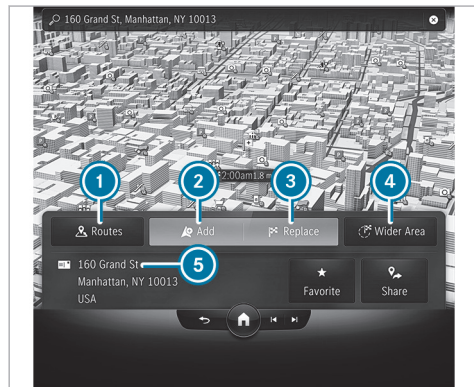 160 Grand St, Manhattan, NY 10013
2:00am 1.8 m
1
2
3
4
Routes
Add
Replace
Wider Area
160 Grand St
5
Manhattan, NY 10013
USA
Favorite
Share